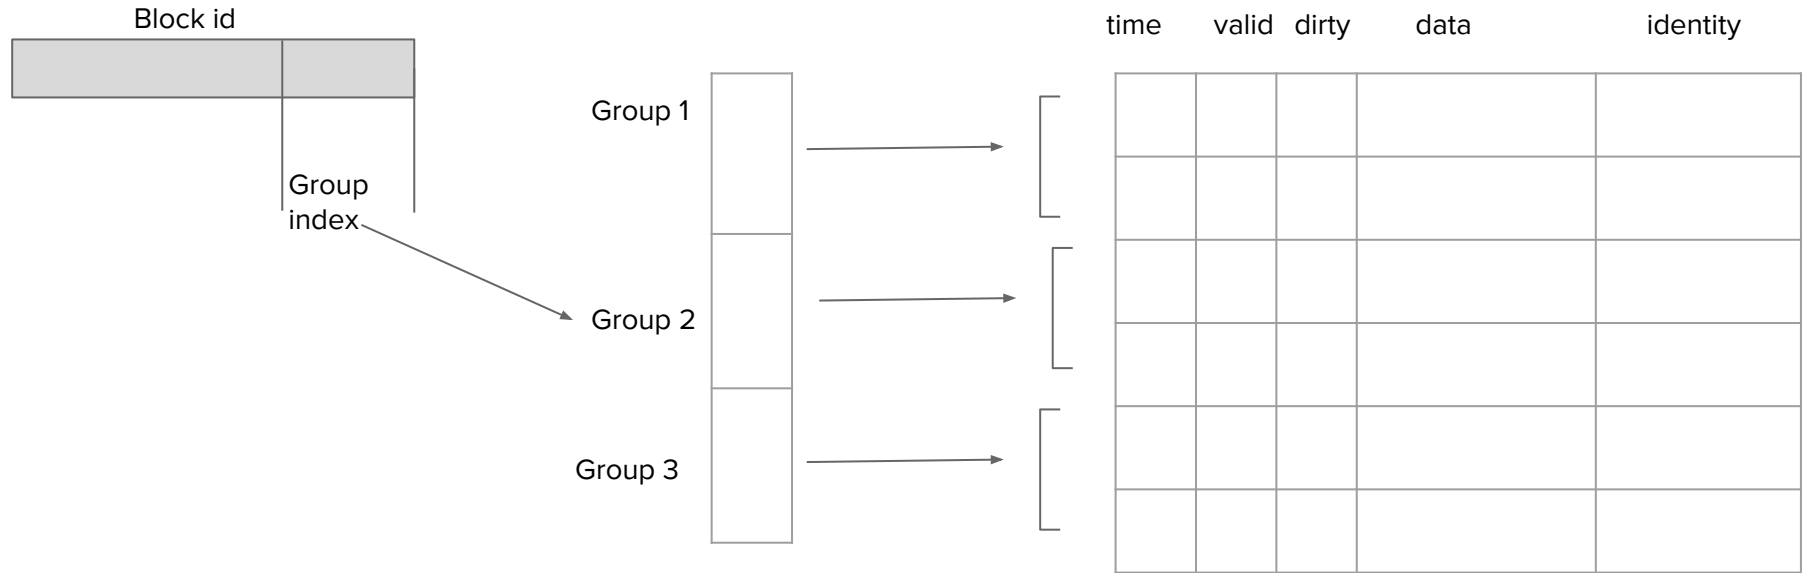 Block id
time valid dirty data identity
Group 1
Group
index
Group 2
Group 3